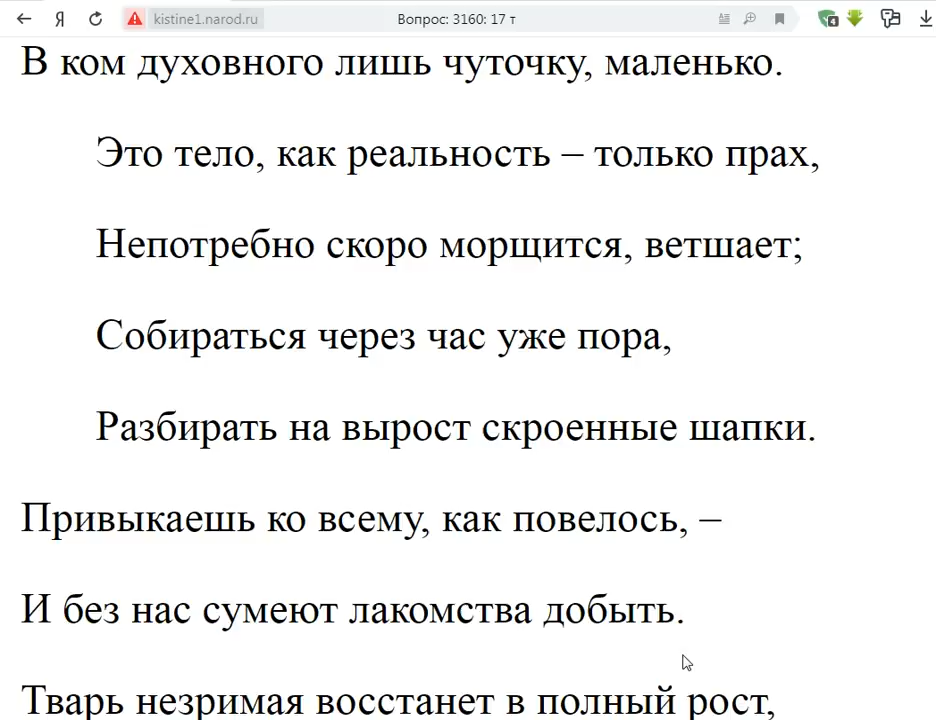 Я
kistine1.narod.ru
Вопрос: 3160: 17 т
4
В ком духовного лишь чуточку, маленько.
Это тело, как реальность – только прах,
Непотребно скоро морщится, ветшает;
Собираться через час уже пора,
Разбирать на вырост скроенные шапки.
Привыкаешь ко всему, как повелось, –
И без нас сумеют лакомства добыть.
Тварь незримая восстанет в полный рост,